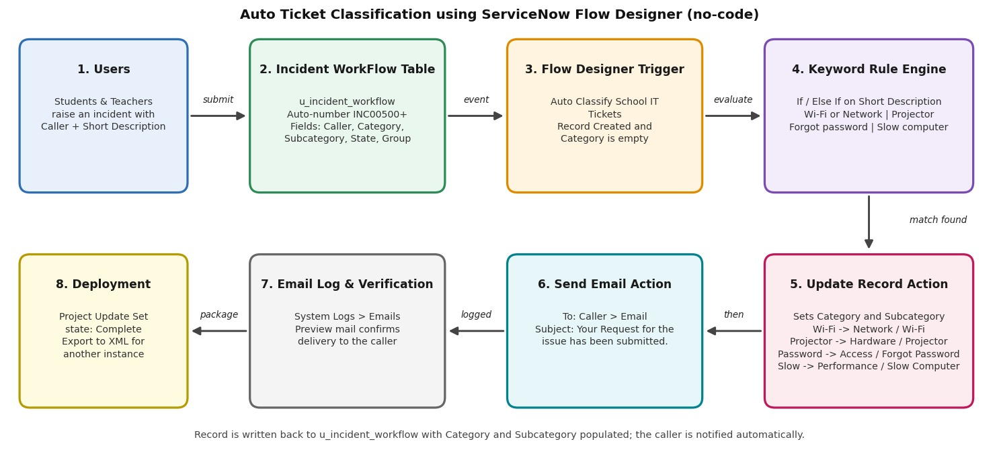 Auto Ticket Classification using ServiceNow Flow Designer (no-code)
1. Users
Students & Teachers
raise an incident with
Caller + Short Description
submit
2. Incident WorkFlow Table
u_incident_workflow
Auto-number INC00500+
Fields: Caller, Category,
Subcategory, State, Group
event
3. Flow Designer Trigger
Auto Classify School IT
Tickets
Record Created and
Category is empty
evaluate
4. Keyword Rule Engine
If / Else If on Short Description
Wi-Fi or Network | Projector
Forgot password | Slow computer
match found
5. Update Record Action
Sets Category and Subcategory
Wi-Fi -> Network / Wi-Fi
Projector -> Hardware / Projector
Password -> Access / Forgot Password
Slow -> Performance / Slow Computer
then
6. Send Email Action
To: Caller > Email
Subject: Your Request for the
issue has been submitted.
logged
7. Email Log & Verification
System Logs > Emails
Preview mail confirms
delivery to the caller
package
8. Deployment
Project Update Set
state: Complete
Export to XML for
another instance
Record is written back to u_incident_workflow with Category and Subcategory populated; the caller is notified automatically.